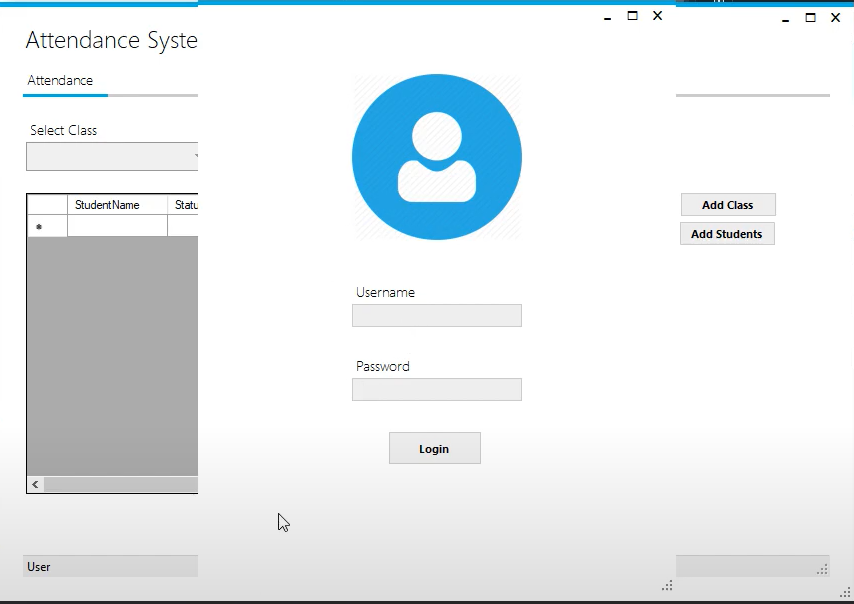 Attendance Syste
Attendance
Select Class
StudentName Statu
Add Class
Add Students
User
Username
Password
Login